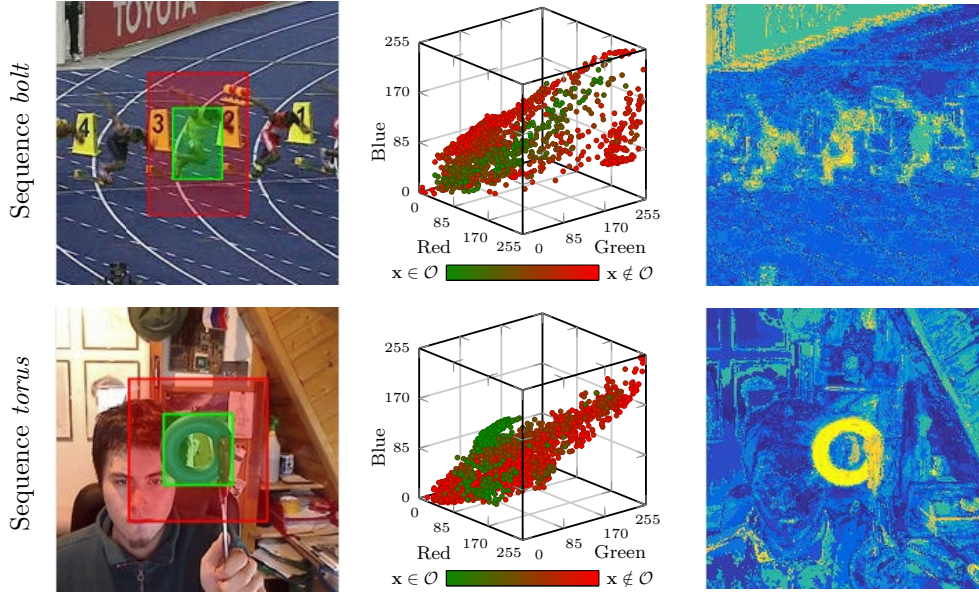 Sequence bolt
TOYOTA
4
3
2
1
255
170
85
0
Blue
0
85
170
255
Red
0
85
170
255
Green
x ∈ O
x ∉ O
Sequence torus
255
170
85
0
Blue
0
85
170
255
Red
0
85
170
255
Green
x ∈ O
x ∉ O